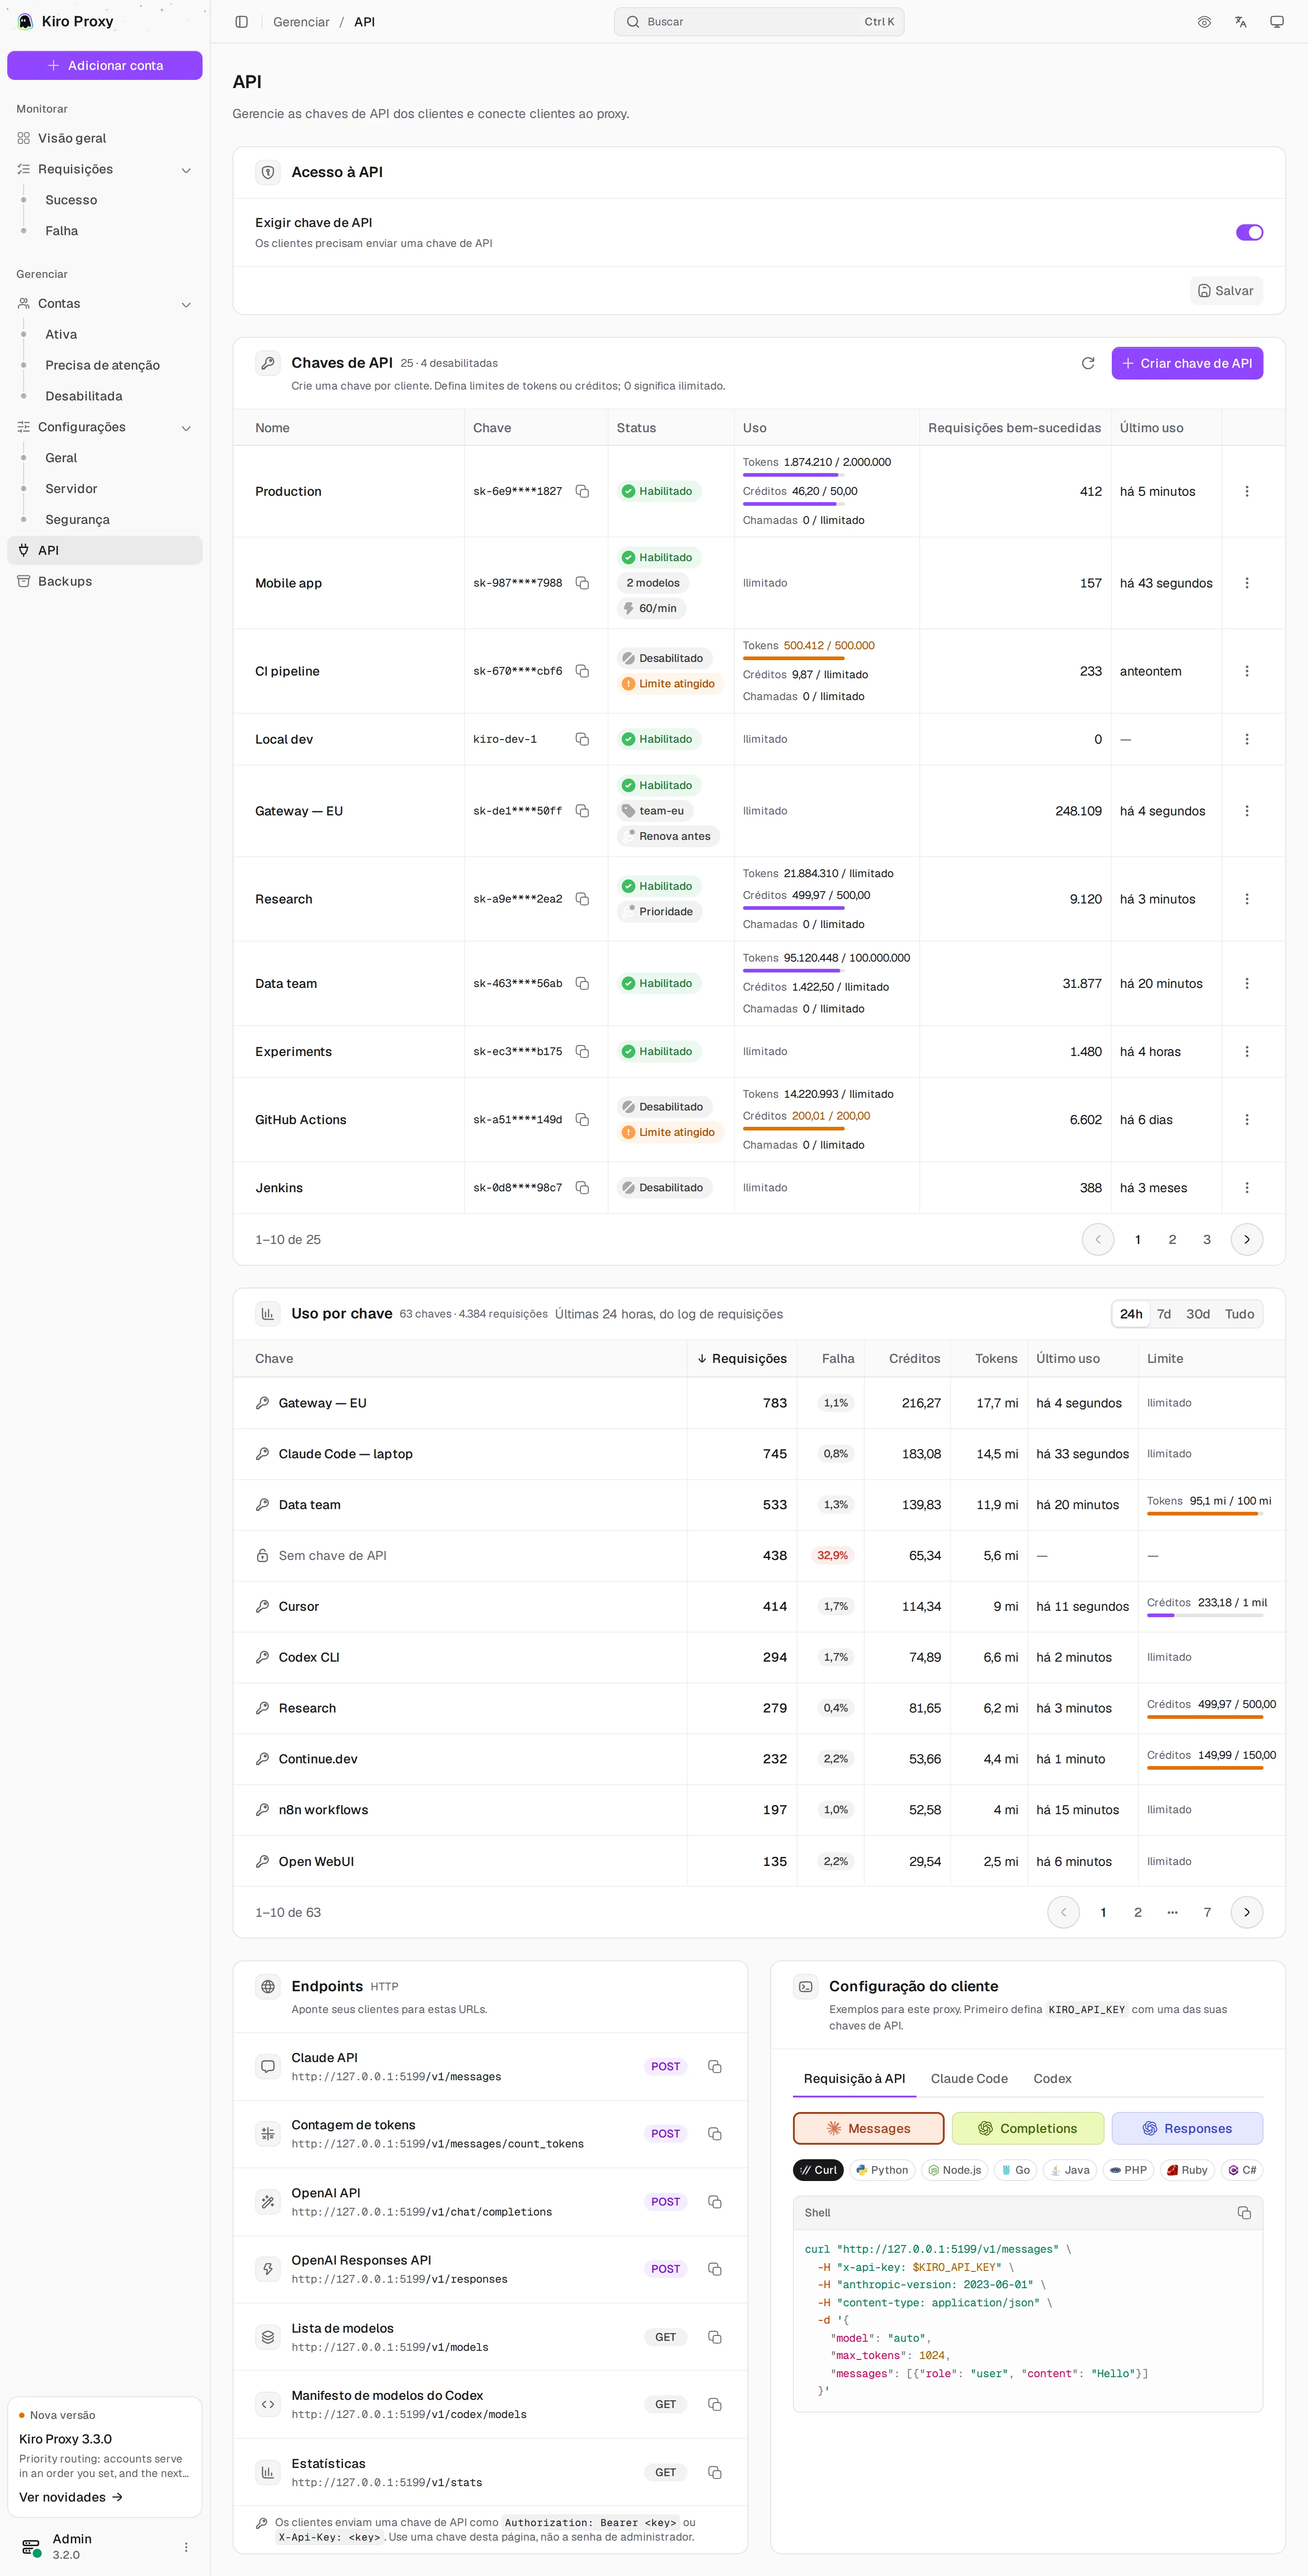 Kiro Proxy
Gerenciar / API
Buscar
Ctrl K
Adicionar conta
Monitorar
Visão geral
Requisições
Sucesso
Falha
Gerenciar
Contas
Ativa
Precisa de atenção
Desabilitada
Configurações
Geral
Servidor
Segurança
API
Backups
Nova versão
Kiro Proxy 3.3.0
Priority routing: accounts serve
in an order you set, and the next...
Ver novidades →
Admin
3.2.0
API
Gerencie as chaves de API dos clientes e conecte clientes ao proxy.
Acesso à API
Exigir chave de API
Os clientes precisam enviar uma chave de API
Salvar
Chaves de API 25 · 4 desabilitadas
Crie uma chave por cliente. Defina limites de tokens ou créditos; 0 significa ilimitado.
Criar chave de API
Nome Chave Status Uso Requisições bem-sucedidas Último uso
Tokens 1.874.210 / 2.000.000
Production sk-6e9****1827 Habilitado Créditos 46,20 / 50,00 412 há 5 minutos
Chamadas 0 / Ilimitado
Habilitado
Mobile app sk-987****7988 2 modelos Ilimitado 157 há 43 segundos
60/min
Tokens 500.412 / 500.000
Desabilitado
CI pipeline sk-670****cbf6 Créditos 9,87 / Ilimitado 233 anteontem
Limite atingido
Chamadas 0 / Ilimitado
Local dev kiro-dev-1 Habilitado Ilimitado 0 —
Habilitado
Gateway — EU sk-de1****50ff team-eu Ilimitado 248.109 há 4 segundos
Renova antes
Tokens 21.884.310 / Ilimitado
Habilitado
Research sk-a9e****2ea2 Créditos 499,97 / 500,00 9.120 há 3 minutos
Prioridade
Chamadas 0 / Ilimitado
Tokens 95.120.448 / 100.000.000
Data team sk-463****56ab Habilitado Créditos 1.422,50 / Ilimitado 31.877 há 20 minutos
Chamadas 0 / Ilimitado
Experiments sk-ec3****b175 Habilitado Ilimitado 1.480 há 4 horas
Tokens 14.220.993 / Ilimitado
Desabilitado
GitHub Actions sk-a51****149d Créditos 200,01 / 200,00 6.602 há 6 dias
Limite atingido
Chamadas 0 / Ilimitado
Jenkins sk-0d8****98c7 Desabilitado Ilimitado 388 há 3 meses
1–10 de 25 1 2 3
Uso por chave 63 chaves · 4.384 requisições Últimas 24 horas, do log de requisições
24h 7d 30d Tudo
Chave ↓ Requisições Falha Créditos Tokens Último uso Limite
Gateway — EU 783 1,1% 216,27 17,7 mi há 4 segundos Ilimitado
Claude Code — laptop 745 0,8% 183,08 14,5 mi há 33 segundos Ilimitado
Data team 533 1,3% 139,83 11,9 mi há 20 minutos Tokens 95,1 mi / 100 mi
Sem chave de API 438 32,9% 65,34 5,6 mi — —
Cursor 414 1,7% 114,34 9 mi há 11 segundos Créditos 233,18 / 1 mil
Codex CLI 294 1,7% 74,89 6,6 mi há 2 minutos Ilimitado
Research 279 0,4% 81,65 6,2 mi há 3 minutos Créditos 499,97 / 500,00
Continue.dev 232 2,2% 53,66 4,4 mi há 1 minuto Créditos 149,99 / 150,00
n8n workflows 197 1,0% 52,58 4 mi há 15 minutos Ilimitado
Open WebUI 135 2,2% 29,54 2,5 mi há 6 minutos Ilimitado
1–10 de 63 1 2 ••• 7
Endpoints HTTP
Aponte seus clientes para estas URLs.
Claude API
http://127.0.0.1:5199/v1/messages
POST
Contagem de tokens
http://127.0.0.1:5199/v1/messages/count_tokens
POST
OpenAI API
http://127.0.0.1:5199/v1/chat/completions
POST
OpenAI Responses API
http://127.0.0.1:5199/v1/responses
POST
Lista de modelos
http://127.0.0.1:5199/v1/models
GET
Manifesto de modelos do Codex
http://127.0.0.1:5199/v1/codex/models
GET
Estatísticas
http://127.0.0.1:5199/v1/stats
GET
Os clientes enviam uma chave de API como Authorization: Bearer <key> ou
X-Api-Key: <key>. Use uma chave desta página, não a senha de administrador.
Configuração do cliente
Exemplos para este proxy. Primeiro defina KIRO_API_KEY com uma das suas
chaves de API.
Requisição à API Claude Code Codex
Messages Completions Responses
Curl Python Node.js Go Java PHP Ruby C#
Shell
curl "http://127.0.0.1:5199/v1/messages" \
-H "x-api-key: $KIRO_API_KEY" \
-H "anthropic-version: 2023-06-01" \
-H "content-type: application/json" \
-d '{
"model": "auto",
"max_tokens": 1024,
"messages": [{"role": "user", "content": "Hello"}]
}'